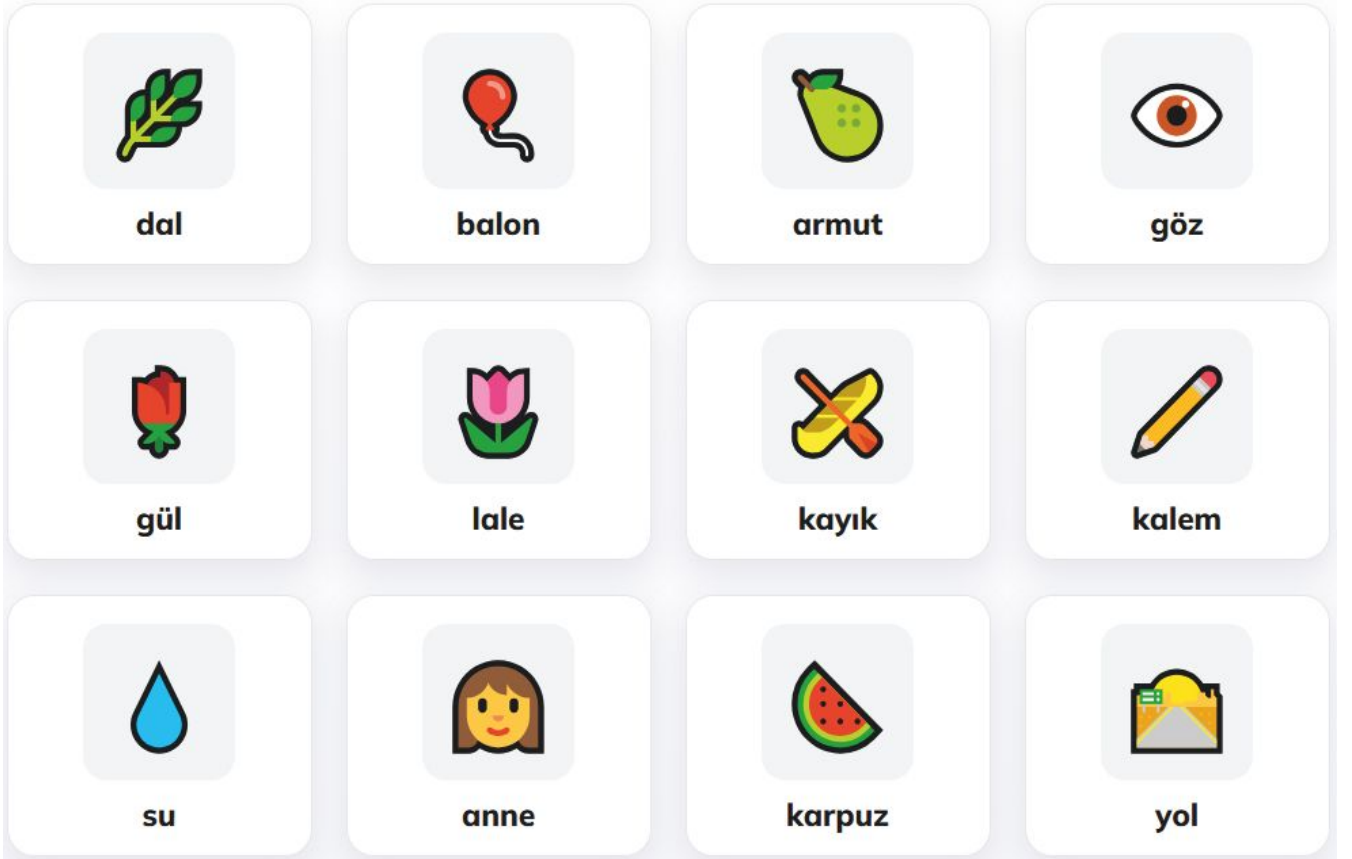 dal
balon
armut
göz
gül
lale
kayık
kalem
su
anne
karpuz
yol